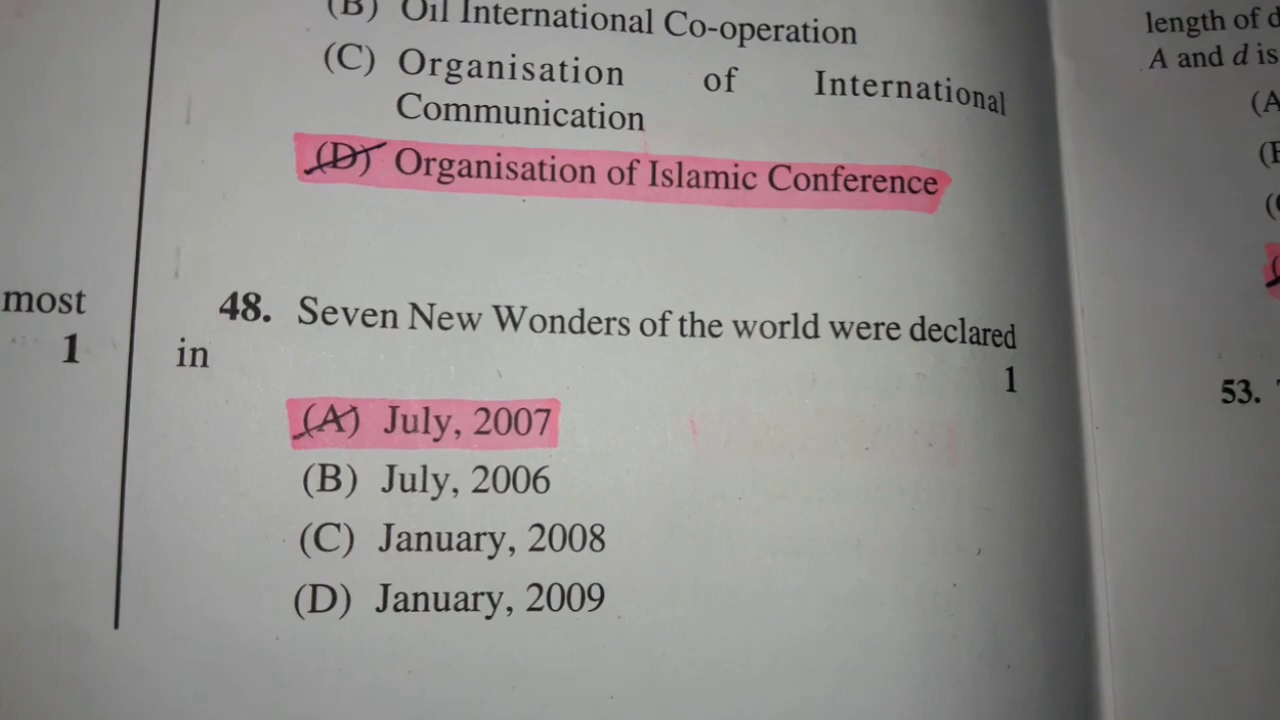 (B) Oil International Co-operation
(C) Organisation of International
Communication
(D) Organisation of Islamic Conference
most
1
48. Seven New Wonders of the world were declared
in
1
(A) July, 2007
(B) July, 2006
(C) January, 2008
(D) January, 2009
length of
A and d is
(A
53.